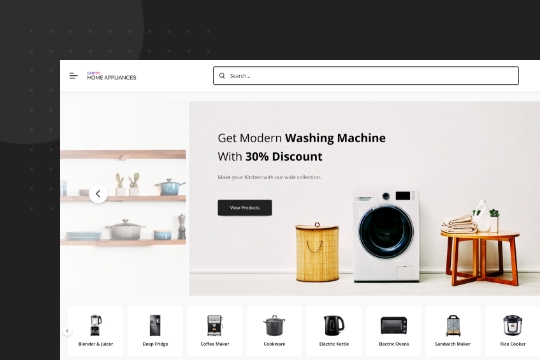 HOME APPLIANCES
Search...
Get Modern Washing Machine
With 30% Discount
Make your Kitchen with our wide collection.
View Products
Blender & Juicer
Deep Fridge
Coffee Maker
Cookware
Electric Kettle
Electric Ovens
Sandwich Maker
Rice Cooker